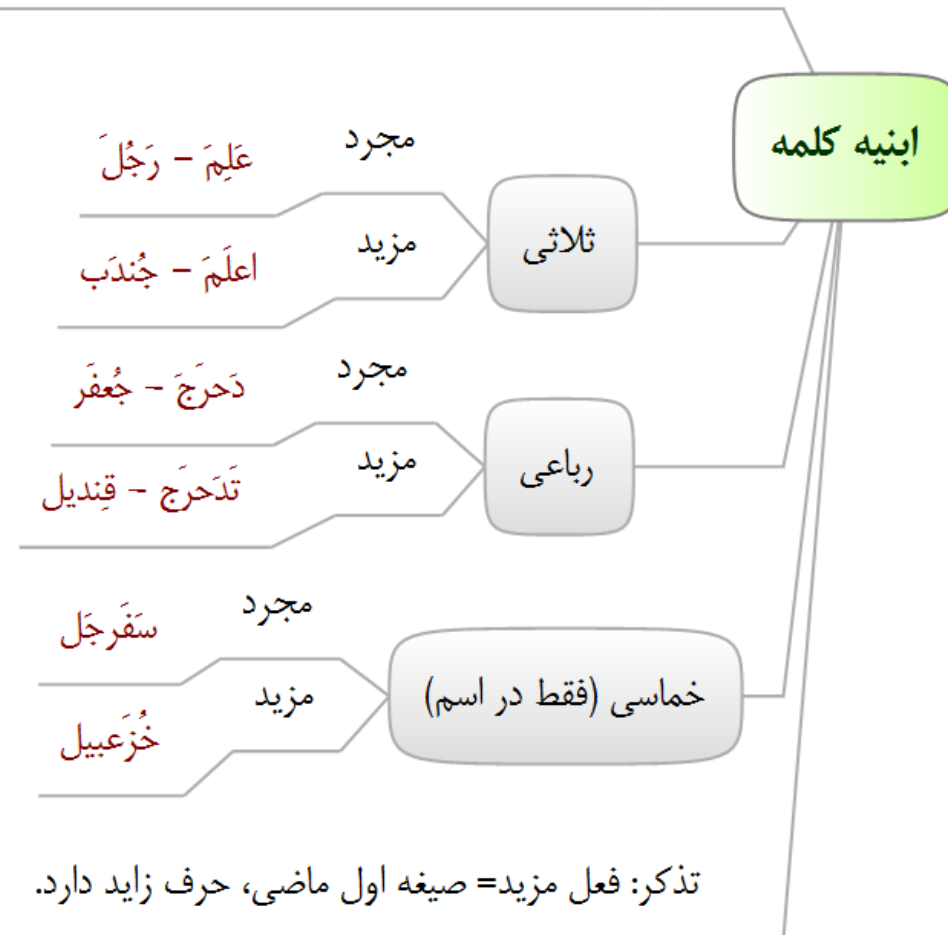 ابنیه کلمه
ثلاثی
مجرد
عَلِمَ – رَجُلَ
مزید
اعلَمَ – جُندَب
رباعی
مجرد
دَحرَجَ – جُعفَر
مزید
تَدَحرَج – قِندیل
خماسی (فقط در اسم)
مجرد
سَفَرجَل
مزید
خُزَعبیل
تذکر: فعل مزید= صیغه اول ماضی، حرف زاید دارد.